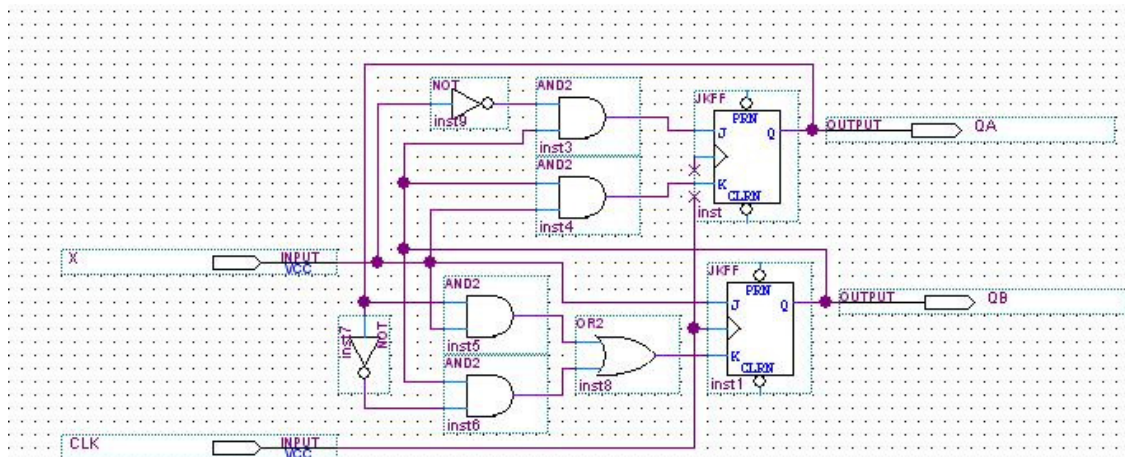 NOT
inst9
AND2
inst3
AND2
inst4
JKFF
PRN
J
Q
K
CLRN
inst
OUTPUT
QA
X
INPUT
VCC
AND2
inst5
inst7
NOT
AND2
inst6
OR2
inst8
JKFF
PRN
J
Q
K
CLRN
inst1
OUTPUT
QB
CLK
INPUT
VCC